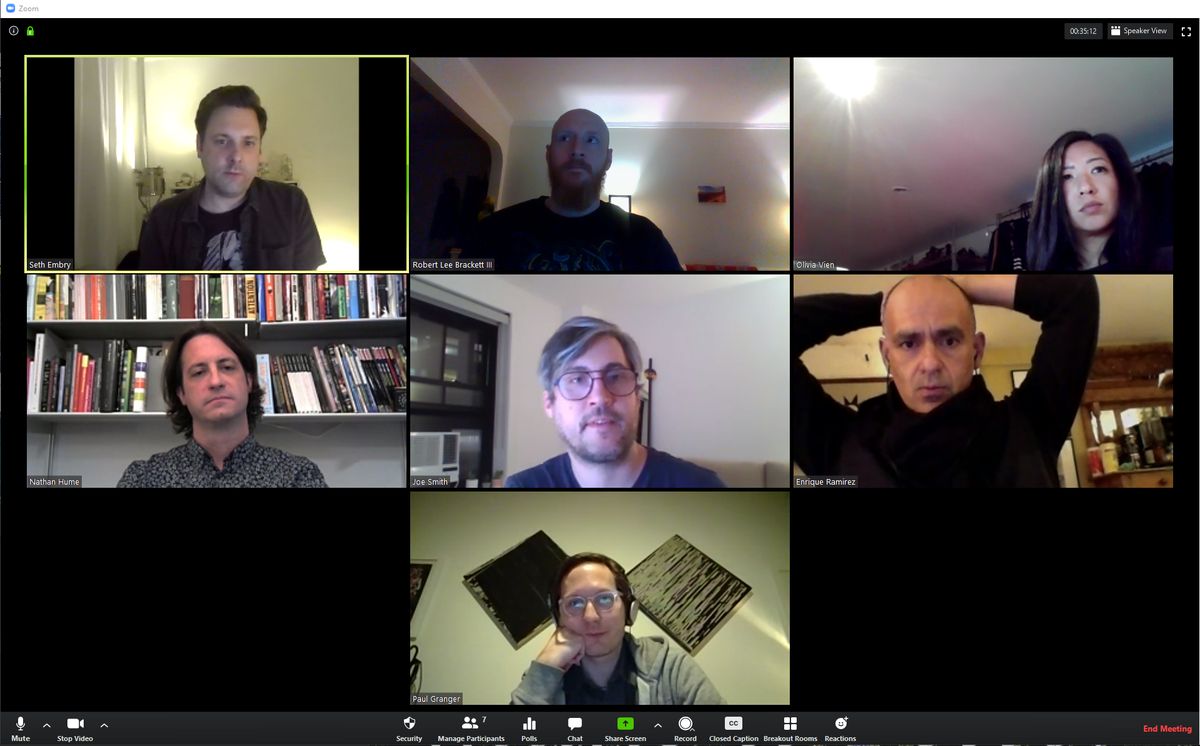 Zoom
00:35:12
Speaker View
Seth Embry
Robert Lee Brackett III
Olivia Vien
Nathan Hume
Joe Smith
Enrique Ramirez
Paul Granger
Mute
Stop Video
Security
Manage Participants
7
Polls
Chat
Share Screen
Record
CC
Closed Caption
Breakout Rooms
Reactions
End Meeting